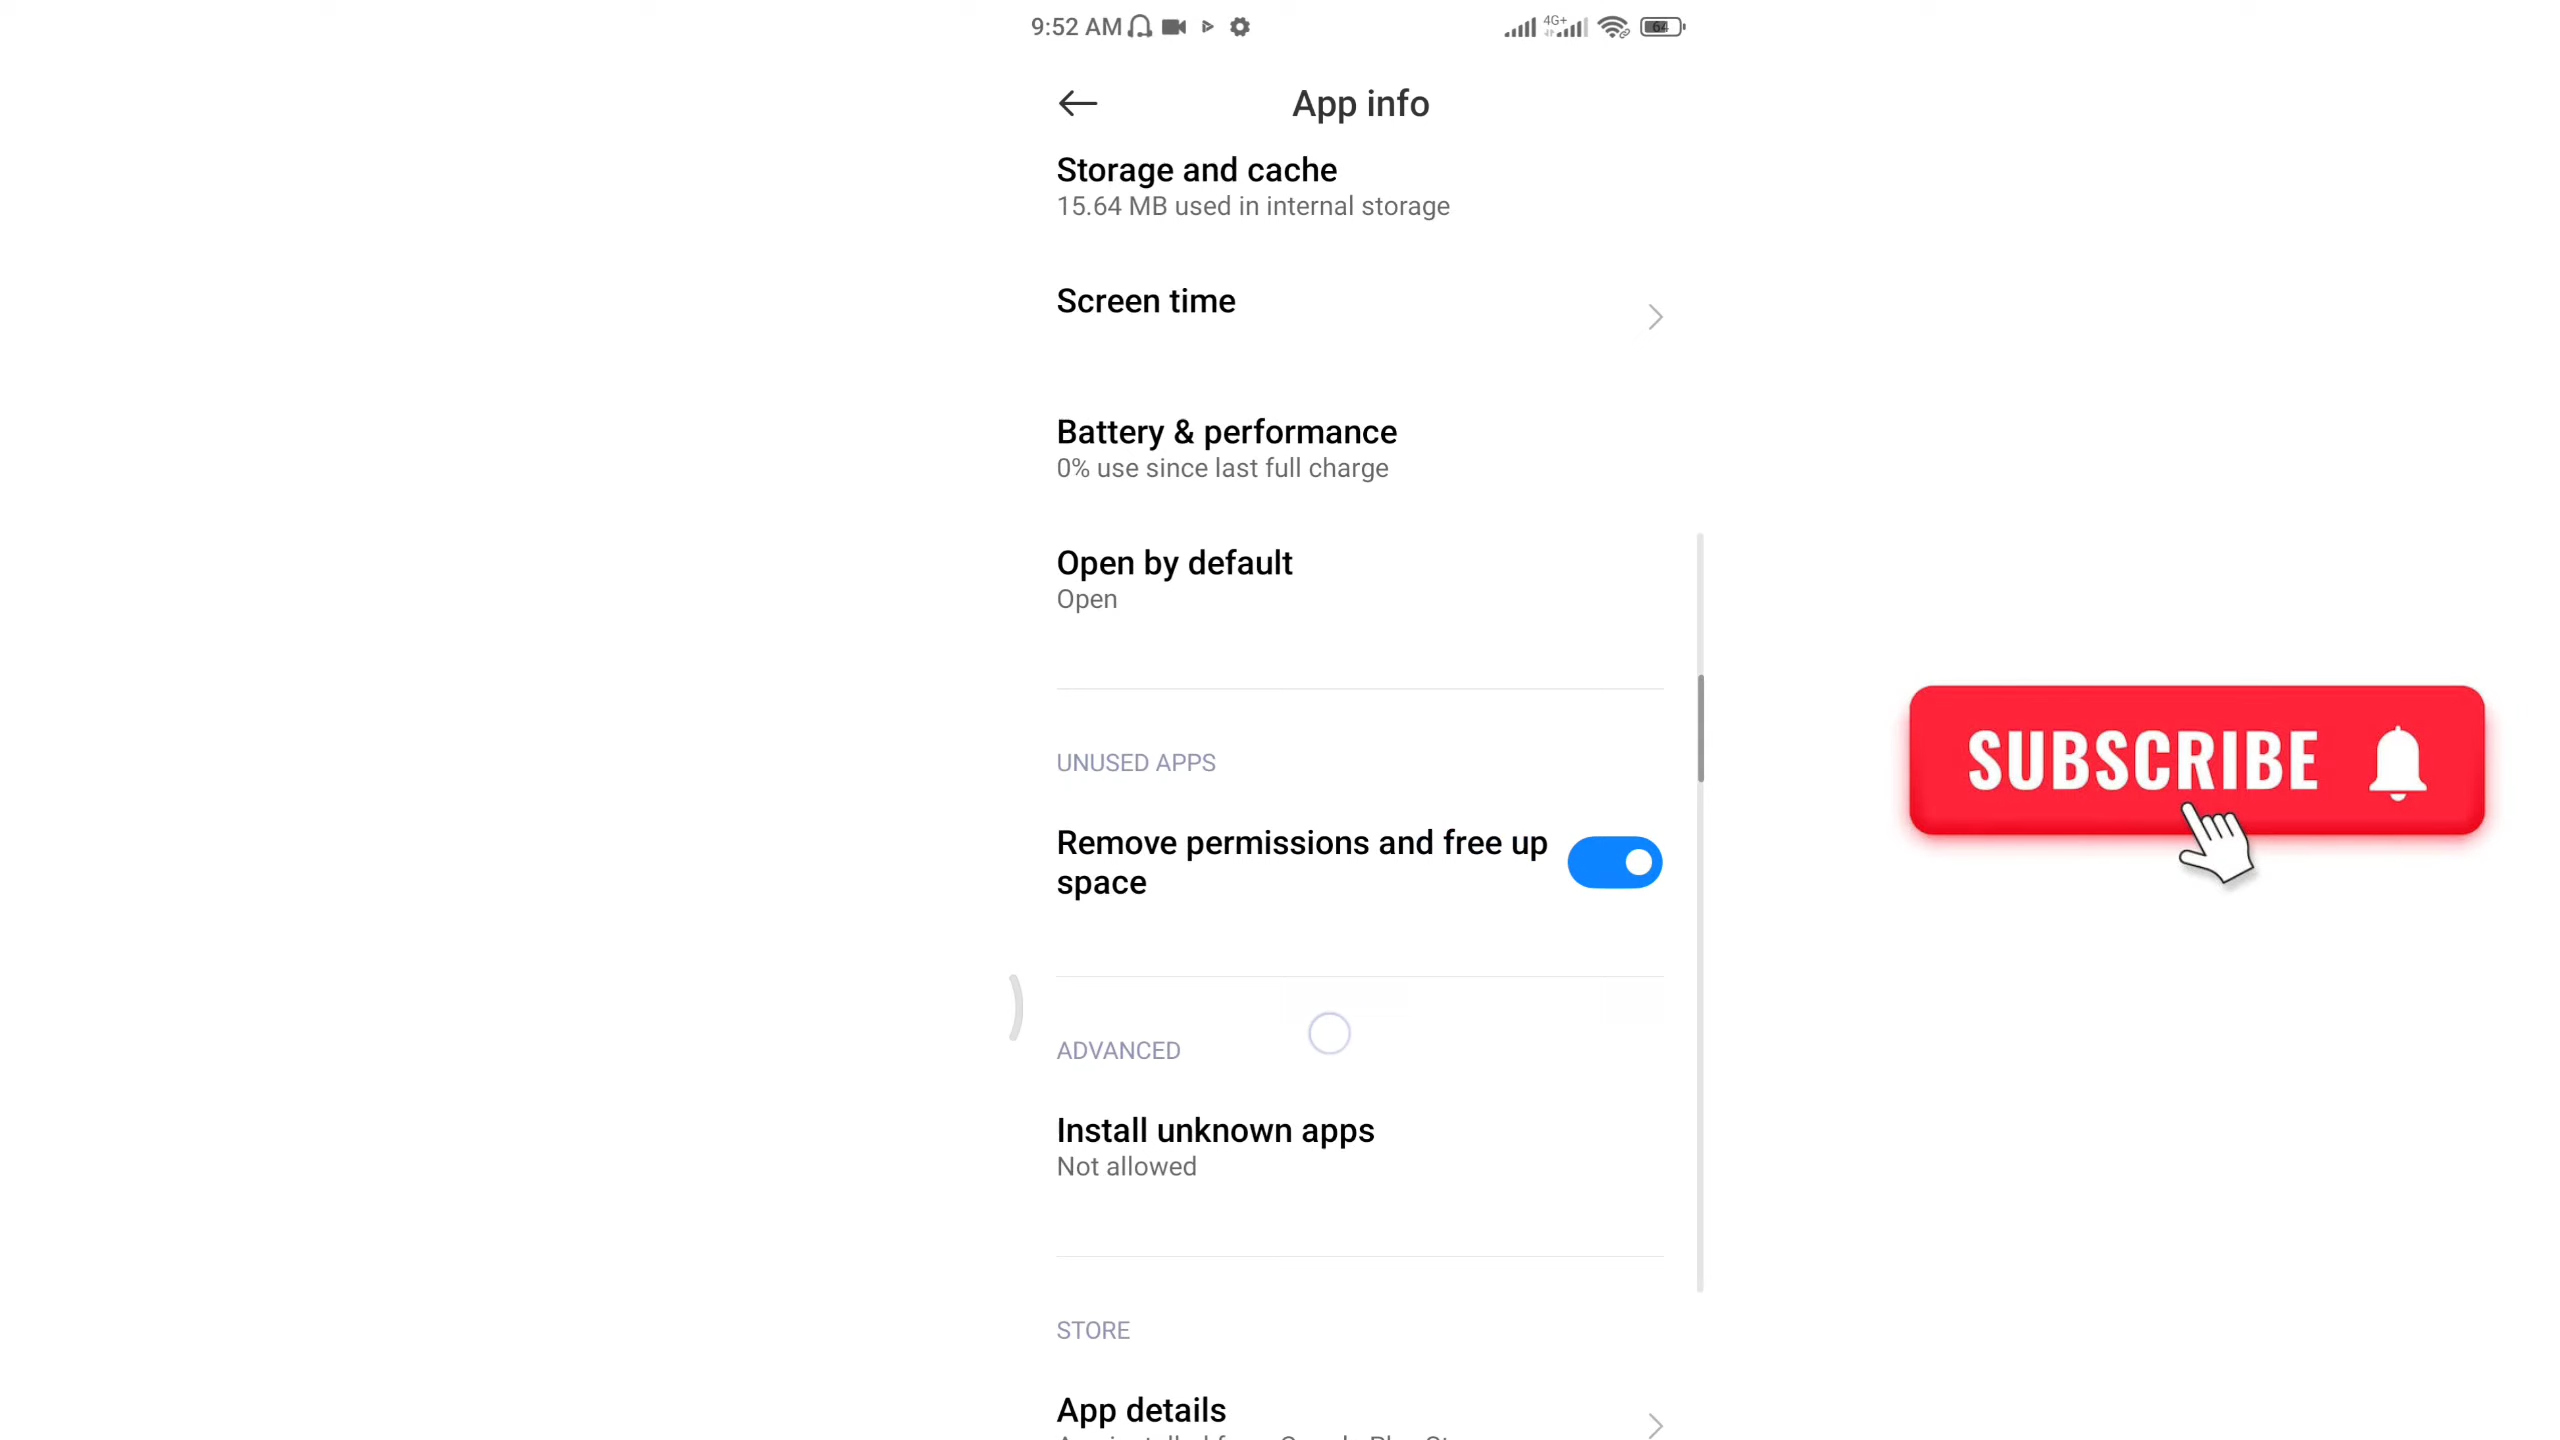 9:52 AM 4G+ 64
App info
Storage and cache
15.64 MB used in internal storage
Screen time
Battery & performance
0% use since last full charge
Open by default
Open
UNUSED APPS
Remove permissions and free up
space
SUBSCRIBE
ADVANCED
Install unknown apps
Not allowed
STORE
App details